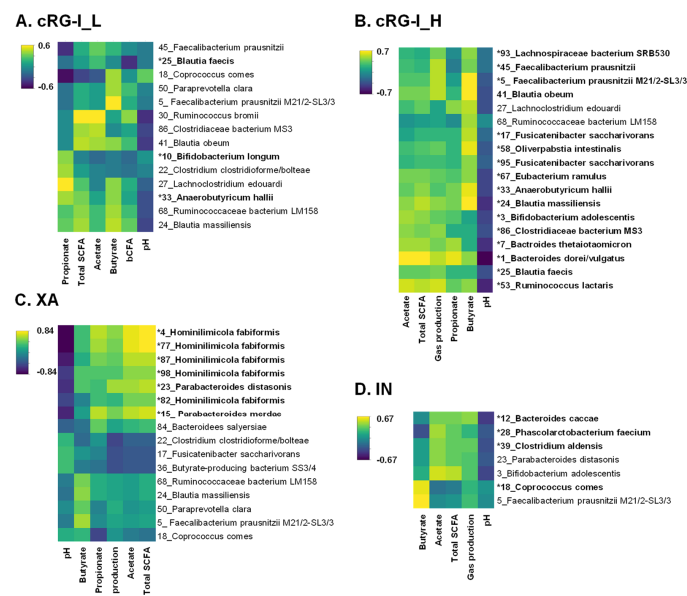 A. cRG-I_L
0.6
-0.6
45_Faecalibacterium prausnitzii
*25_Blautia faecis
18_Coprococcus comes
50_Paraprevotella clara
5_ Faecalibacterium prausnitzii M21/2-SL3/3
30_Ruminococcus bromii
86_Clostridiaceae bacterium MS3
41_Blautia obeum
*10_Bifidobacterium longum
22_Clostridium clostridioforme/bolteae
27_Lachnoclostridium edouardi
*33_Anaerobutyricum hallii
68_Ruminococcaceae bacterium LM158
24_Blautia massiliensis
Propionate
Total SCFA
Acetate
Butyrate
bCFA
pH
B. cRG-I_H
0.7
-0.7
*93_Lachnospiraceae bacterium SRB530
*45_Faecalibacterium prausnitzii
*5_ Faecalibacterium prausnitzii M21/2-SL3/3
41_Blautia obeum
27_Lachnoclostridium edouardi
68_Ruminococcaceae bacterium LM158
*17_Fusicatenibacter saccharivorans
*58_Oliverpabstia intestinalis
*95_Fusicatenibacter saccharivorans
*67_Eubacterium ramulus
*33_Anaerobutyricum hallii
*24_Blautia massiliensis
*3_Bifidobacterium adolescentis
*86_Clostridiaceae bacterium MS3
*7_Bactroides thetaiotaomicron
*1_Bacteroides dorei/vulgatus
*25_Blautia faecis
*53_Ruminococcus lactaris
Acetate
Total SCFA
Gas production
Propionate
Butyrate
pH
C. XA
0.84
-0.84
*4_Hominilimicola fabiformis
*77_Hominilimicola fabiformis
*87_Hominilimicola fabiformis
*98_Hominilimicola fabiformis
*23_Parabacteroides distasonis
*82_Hominilimicola fabiformis
*15_ Parabacteroides merdae
84_Bacteroidees salyersiae
22_Clostridium clostridioforme/bolteae
17_Fusicatenibacter saccharivorans
36_Butyrate-producing bacterium SS3/4
68_Ruminococcaceae bacterium LM158
24_Blautia massiliensis
50_Paraprevotella clara
5_ Faecalibacterium prausnitzii M21/2-SL3/3
18_Coprococcus comes
pH
Butyrate
Propionate
production
Acetate
Total SCFA
D. IN
0.67
-0.67
*12_Bacteroides caccae
*28_Phascolarctobacterium faecium
*39_Clostridium aldensis
23_Parabacteroides distasonis
3_Bifidobacterium adolescentis
*18_Coprococcus comes
5_Faecalibacterium prausnitzii M21/2-SL3/3
Butyrate
Acetate
Total SCFA
Gas production
pH